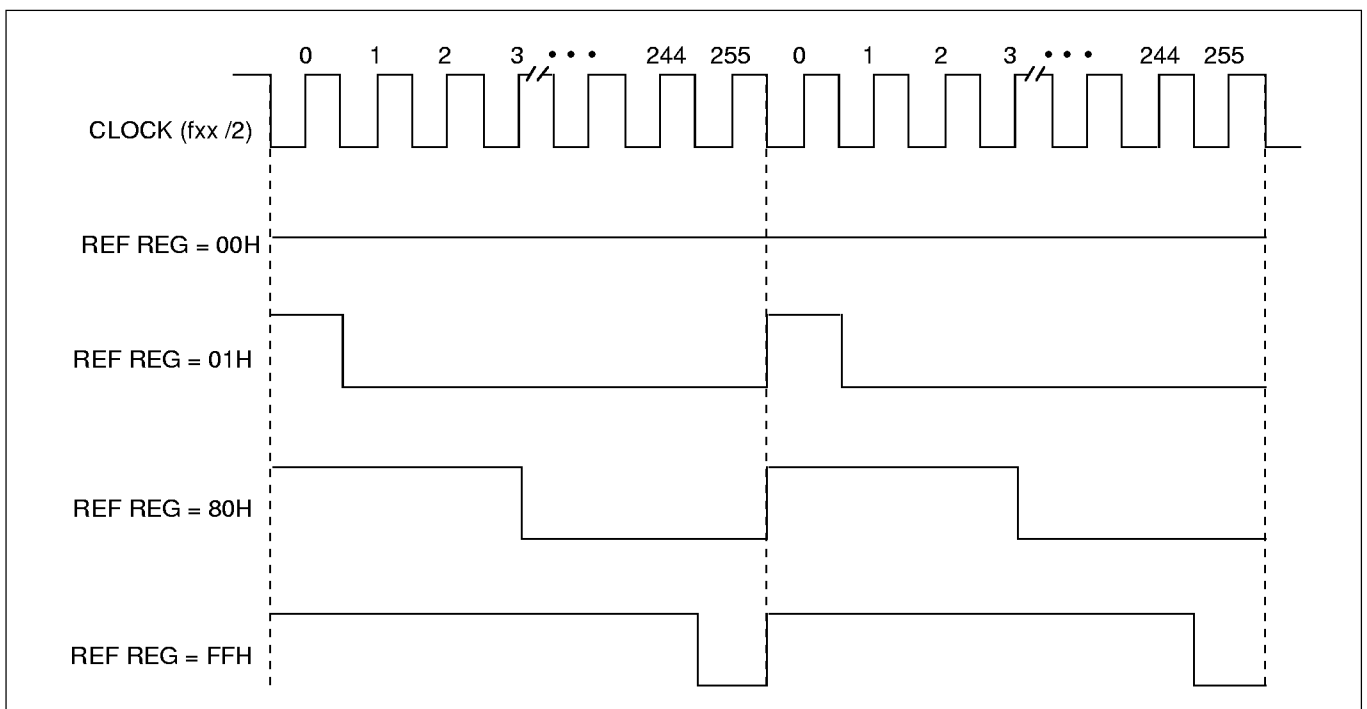 0 1 2 3 • • • 244 255 0 1 2 3 • • • 244 255
CLOCK (fxx /2)
REF REG = 00H
REF REG = 01H
REF REG = 80H
REF REG = FFH